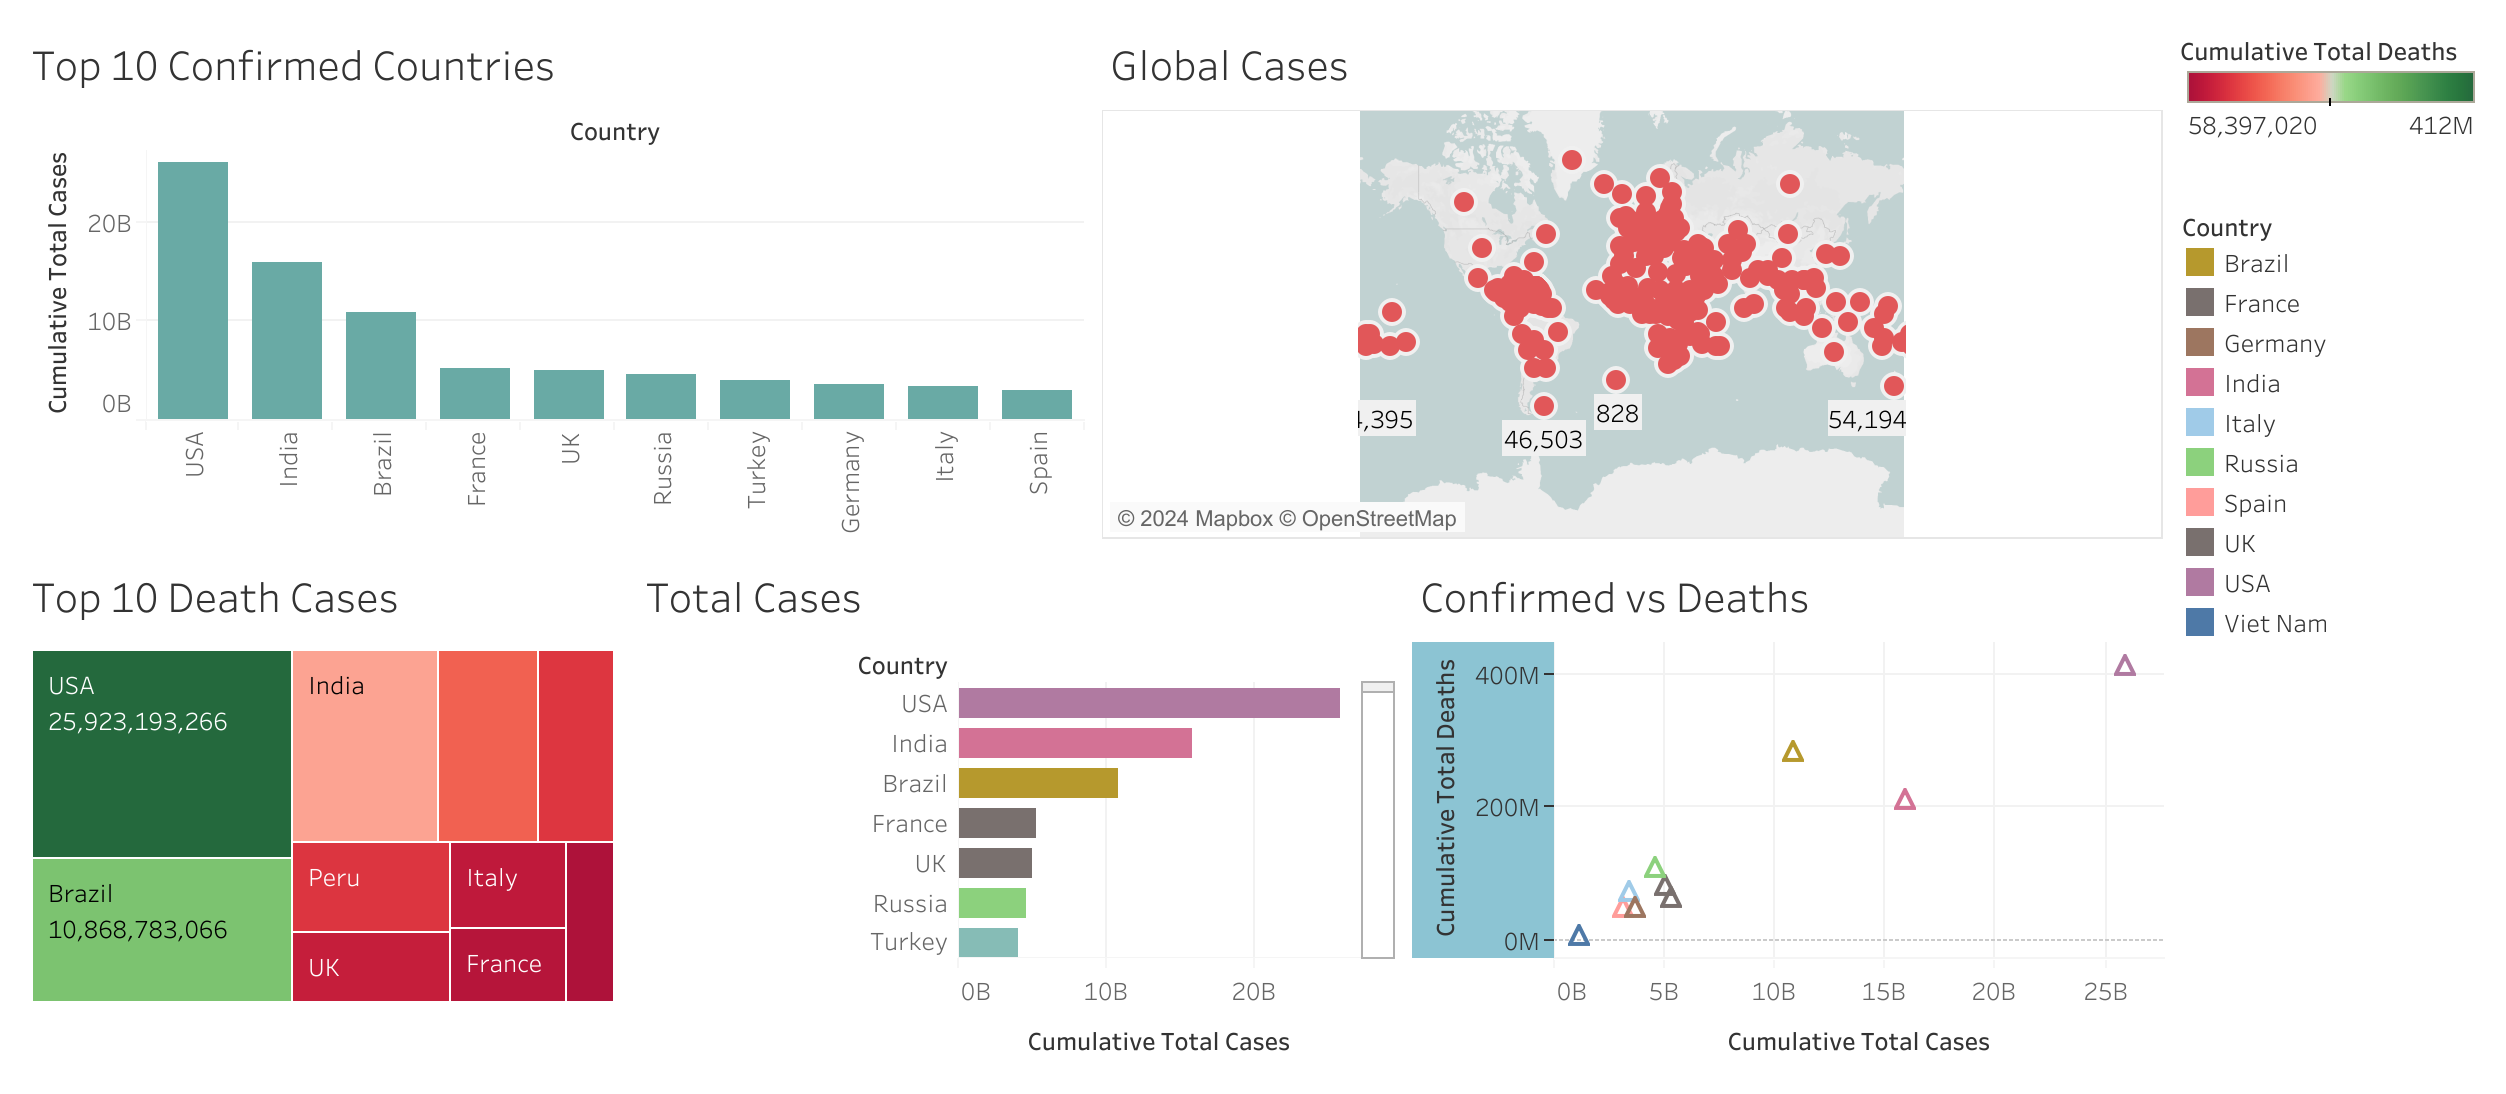 Top 10 Confirmed Countries
Country
Cumulative Total Cases
20B
10B
0B
USA
India
Brazil
France
UK
Russia
Turkey
Germany
Italy
Spain
Global Cases
4,395
46,503
828
54,194
© 2024 Mapbox © OpenStreetMap
Cumulative Total Deaths
58,397,020 412M
Country
Brazil
France
Germany
India
Italy
Russia
Spain
UK
USA
Viet Nam
Top 10 Death Cases
USA
25,923,193,266
Brazil
10,868,783,066
India
Peru
UK
Italy
France
Total Cases
Country
USA
India
Brazil
France
UK
Russia
Turkey
0B 10B 20B
Cumulative Total Cases
Confirmed vs Deaths
Cumulative Total Deaths
400M
200M
0M
0B 5B 10B 15B 20B 25B
Cumulative Total Cases